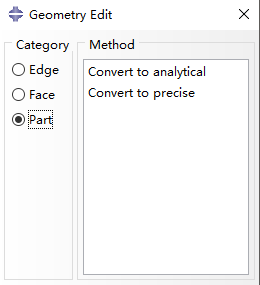 Geometry Edit
Category
Method
Edge
Face
Part
Convert to analytical
Convert to precise